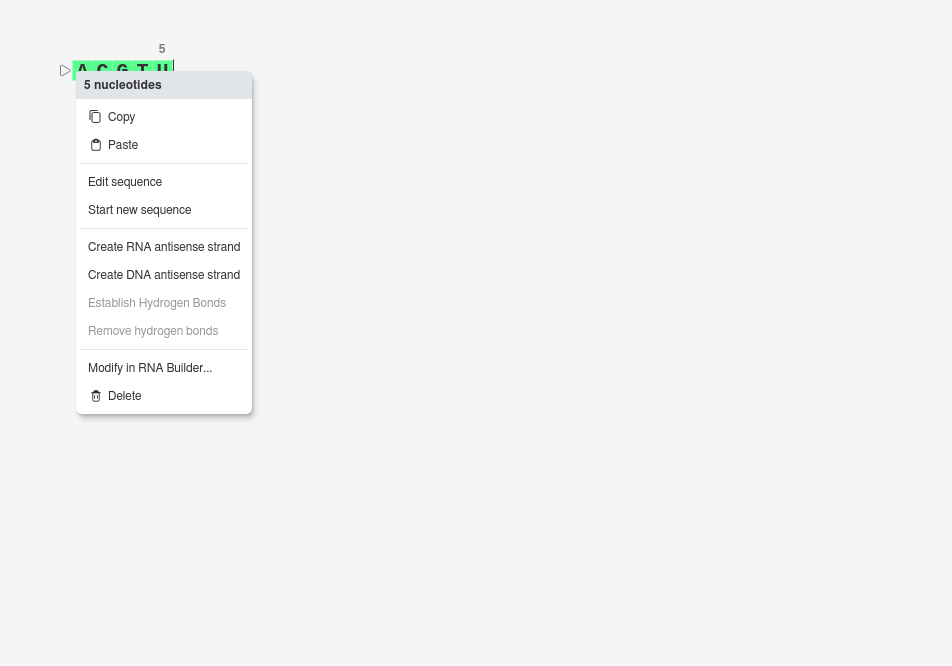 5
A C G T U
5 nucleotides
Copy
Paste
Edit sequence
Start new sequence
Create RNA antisense strand
Create DNA antisense strand
Establish Hydrogen Bonds
Remove hydrogen bonds
Modify in RNA Builder...
Delete